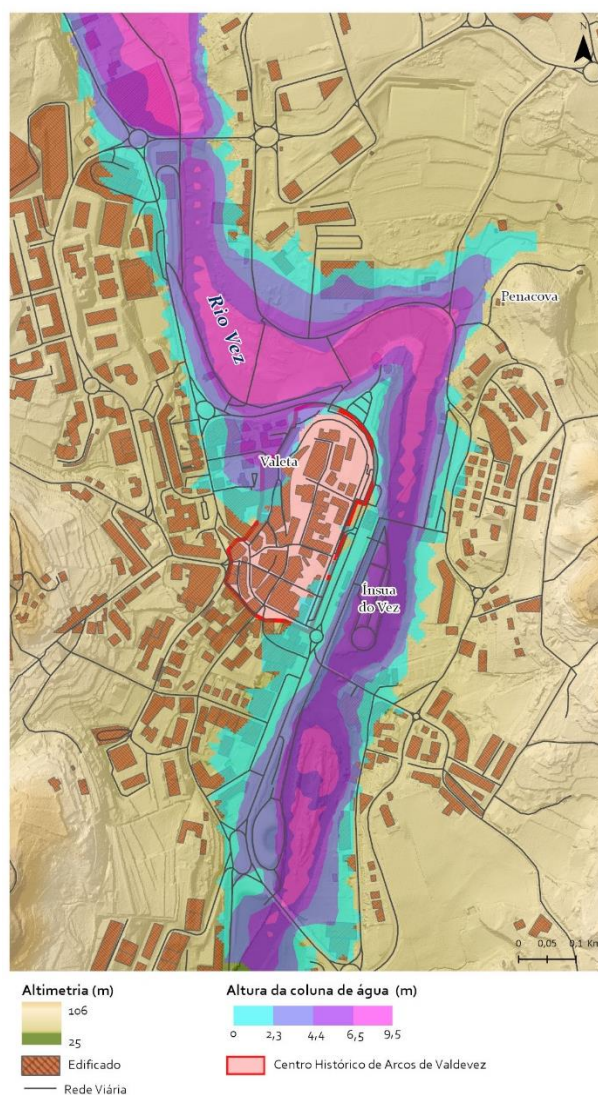 N
Penacova
Rio Vez
Valeta
Ínsua
do Vez
0 0,05 0,1 Km
Altimetria (m)
106
25
Edificado
Rede Viária
Altura da coluna de água (m)
0 2,3 4,4 6,5 9,5
Centro Histórico de Arcos de Valdevez